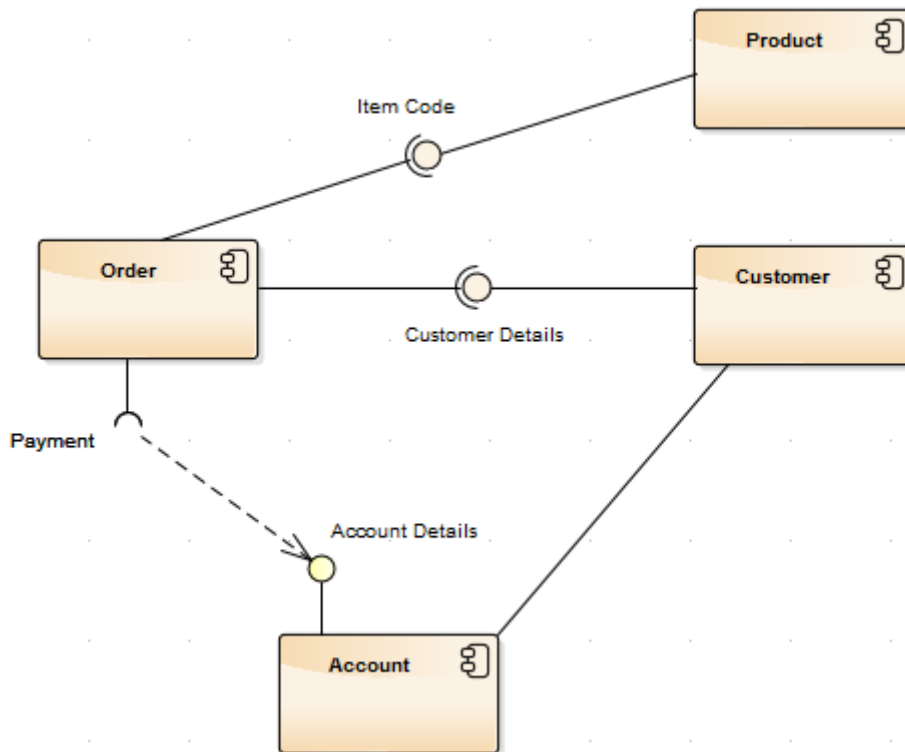 Product
Item Code
Order
Customer
Customer Details
Payment
Account Details
Account